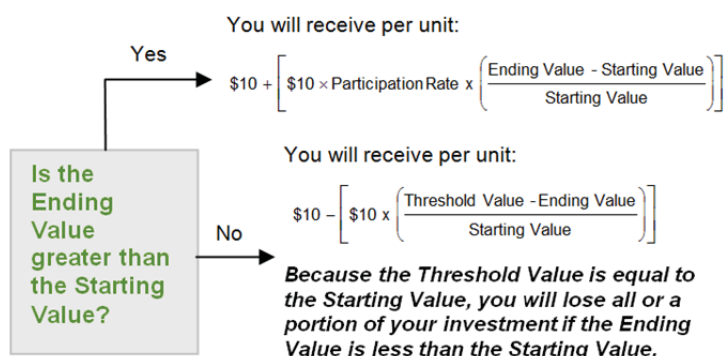 You will receive per unit:
Yes
$10 + [ $10 × Participation Rate x ( Ending Value - Starting Value
Starting Value ) ]
Is the
Ending
Value
greater than
the Starting
Value?
You will receive per unit:
No
$10 – [ $10 x ( Threshold Value - Ending Value
Starting Value ) ]
Because the Threshold Value is equal to
the Starting Value, you will lose all or a
portion of your investment if the Ending
Value is less than the Starting Value.